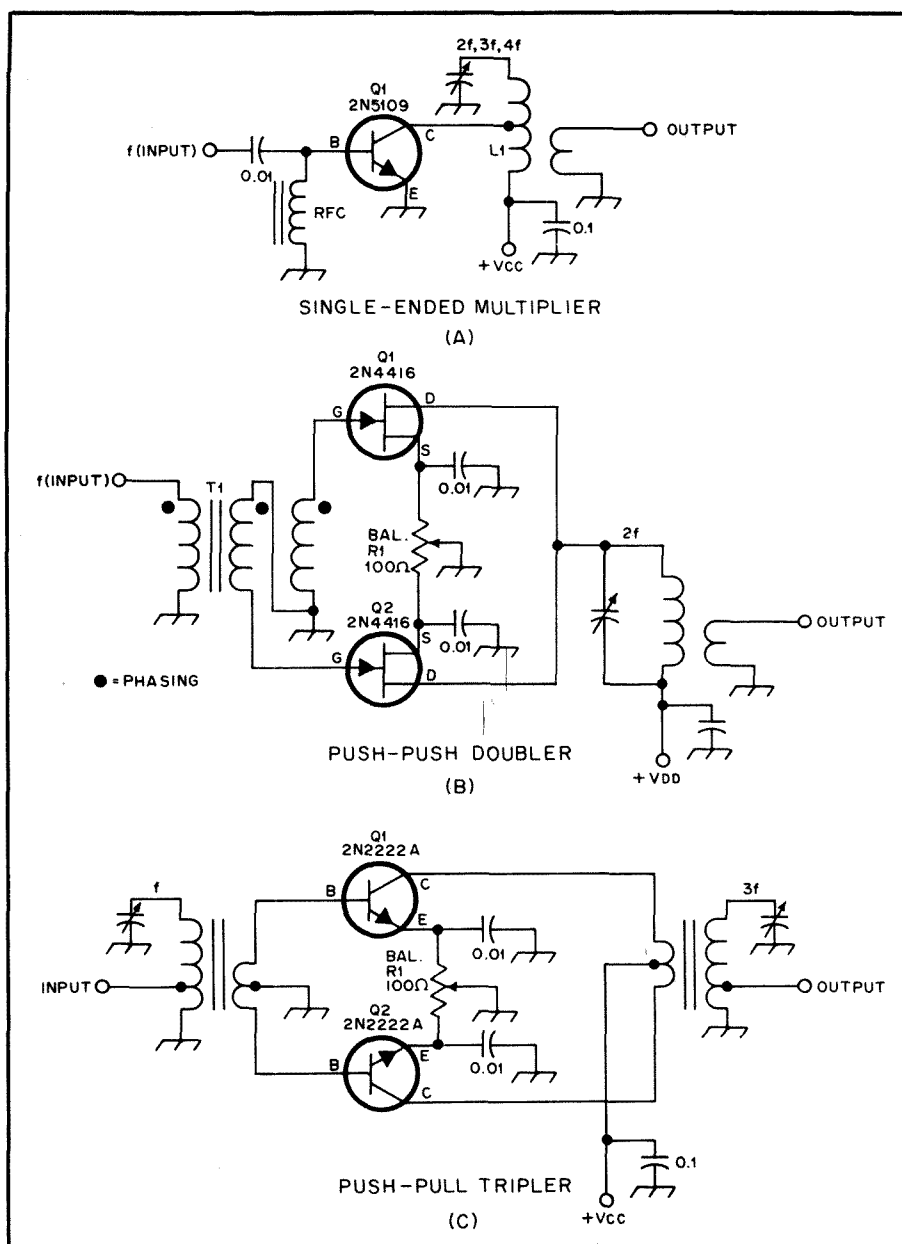 2f,3f,4f
Q1
2N5109
B
C
E
f(INPUT)
0.01
RFC
L1
OUTPUT
0.1
+VCC
SINGLE-ENDED MULTIPLIER
(A)
Q1
2N4416
G
D
S
f(INPUT)
T1
0.01
BAL.
R1
100Ω
2f
Q2
2N4416
S
0.01
G
D
OUTPUT
● = PHASING
PUSH-PUSH DOUBLER
+VDD
(B)
Q1
2N2222A
f
B
C
E
3f
0.01
BAL.
R1
100Ω
INPUT
OUTPUT
Q2
2N2222A
E
0.01
B
C
0.1
PUSH-PULL TRIPLER
+VCC
(C)